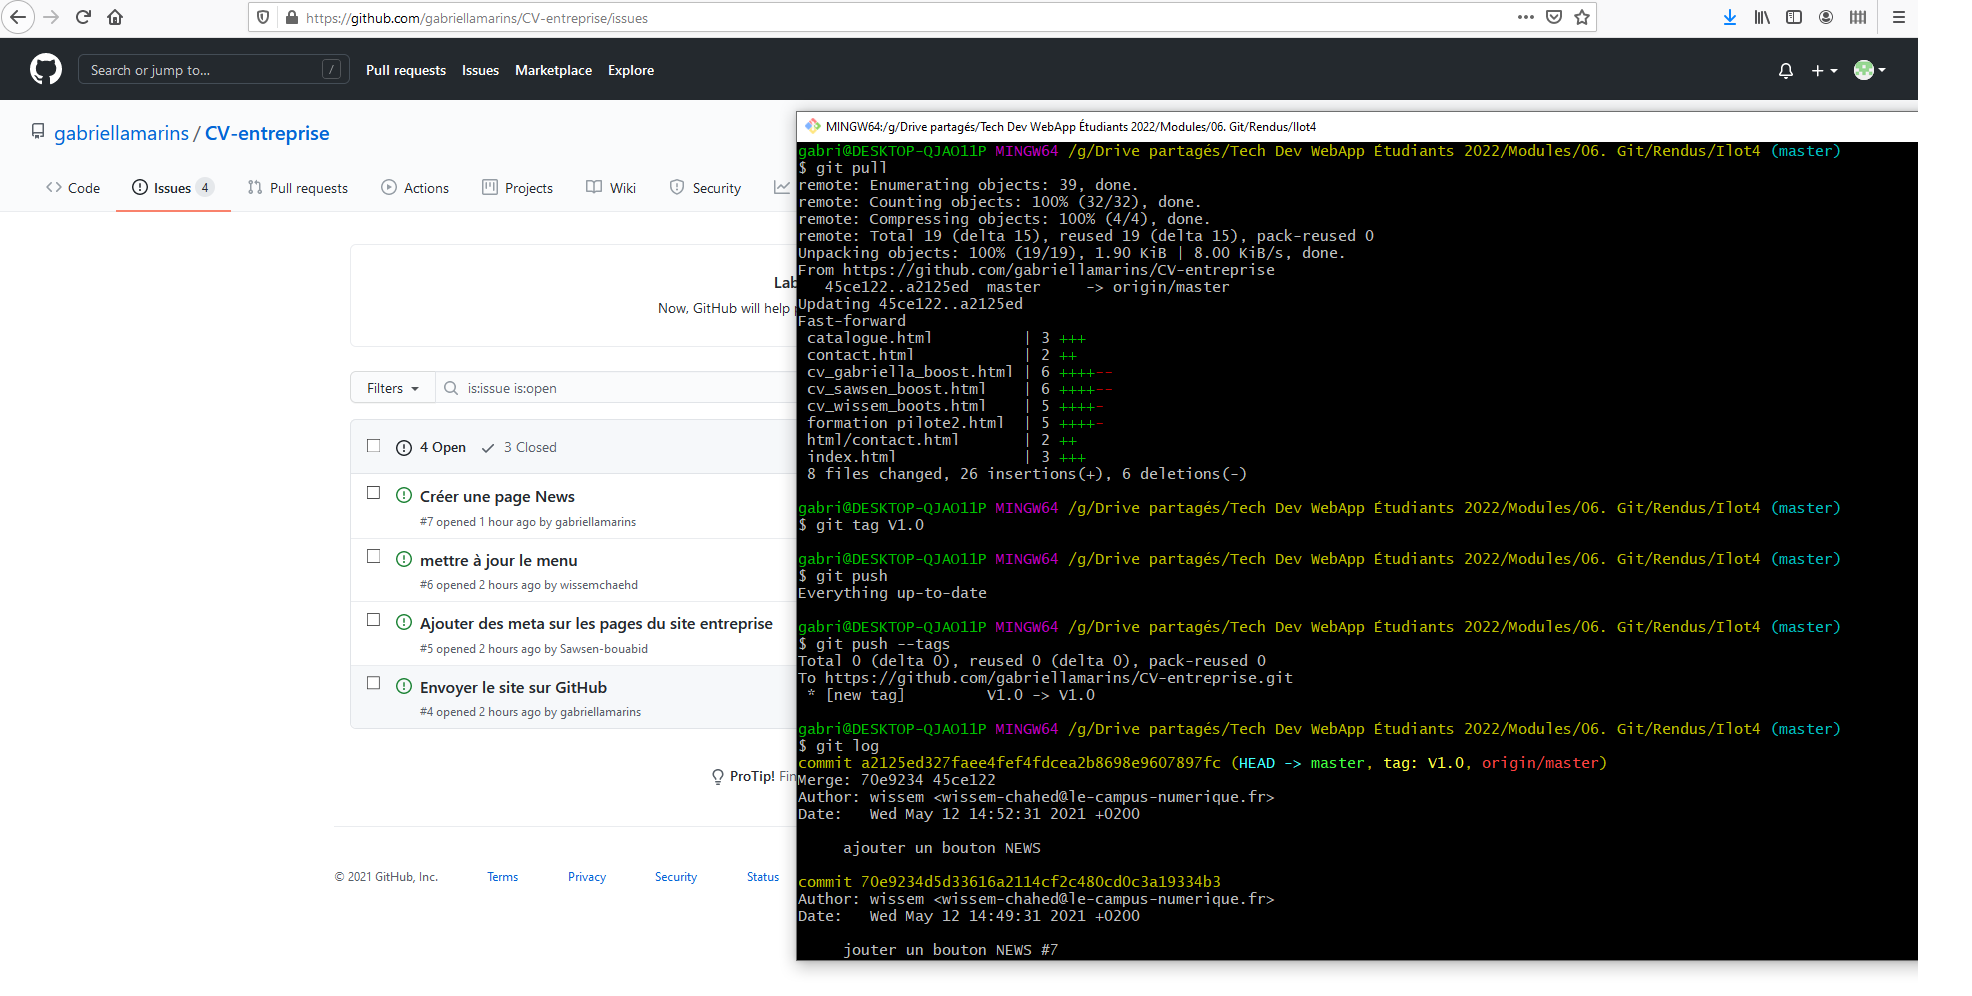 https://github.com/gabriellamarins/CV-entreprise/issues
Search or jump to... /
Pull requests Issues Marketplace Explore
gabriellamarins / CV-entreprise
Code Issues 4 Pull requests Actions Projects Wiki Security
Lab
Now, GitHub will help p
Filters is:issue is:open
4 Open 3 Closed
Créer une page News
#7 opened 1 hour ago by gabriellamarins
mettre à jour le menu
#6 opened 2 hours ago by wissemchaehd
Ajouter des meta sur les pages du site entreprise
#5 opened 2 hours ago by Sawsen-bouabid
Envoyer le site sur GitHub
#4 opened 2 hours ago by gabriellamarins
ProTip! Fin
© 2021 GitHub, Inc. Terms Privacy Security Status
MINGW64:/g/Drive partagés/Tech Dev WebApp Étudiants 2022/Modules/06. Git/Rendus/Ilot4
gabri@DESKTOP-QJAO11P MINGW64 /g/Drive partagés/Tech Dev WebApp Étudiants 2022/Modules/06. Git/Rendus/Ilot4 (master)
$ git pull
remote: Enumerating objects: 39, done.
remote: Counting objects: 100% (32/32), done.
remote: Compressing objects: 100% (4/4), done.
remote: Total 19 (delta 15), reused 19 (delta 15), pack-reused 0
Unpacking objects: 100% (19/19), 1.90 KiB | 8.00 KiB/s, done.
From https://github.com/gabriellamarins/CV-entreprise
45ce122..a2125ed master -> origin/master
Updating 45ce122..a2125ed
Fast-forward
catalogue.html | 3 +++
contact.html | 2 ++
cv_gabriella_boost.html | 6 ++++--
cv_sawsen_boost.html | 6 ++++--
cv_wissem_boots.html | 5 ++++-
formation pilote2.html | 5 ++++-
html/contact.html | 2 ++
index.html | 3 +++
8 files changed, 26 insertions(+), 6 deletions(-)
gabri@DESKTOP-QJAO11P MINGW64 /g/Drive partagés/Tech Dev WebApp Étudiants 2022/Modules/06. Git/Rendus/Ilot4 (master)
$ git tag V1.0
gabri@DESKTOP-QJAO11P MINGW64 /g/Drive partagés/Tech Dev WebApp Étudiants 2022/Modules/06. Git/Rendus/Ilot4 (master)
$ git push
Everything up-to-date
gabri@DESKTOP-QJAO11P MINGW64 /g/Drive partagés/Tech Dev WebApp Étudiants 2022/Modules/06. Git/Rendus/Ilot4 (master)
$ git push --tags
Total 0 (delta 0), reused 0 (delta 0), pack-reused 0
To https://github.com/gabriellamarins/CV-entreprise.git
* [new tag] V1.0 -> V1.0
gabri@DESKTOP-QJAO11P MINGW64 /g/Drive partagés/Tech Dev WebApp Étudiants 2022/Modules/06. Git/Rendus/Ilot4 (master)
$ git log
commit a2125ed327faee4fef4fdcea2b8698e9607897fc (HEAD -> master, tag: V1.0, origin/master)
Merge: 70e9234 45ce122
Author: wissem <wissem-chahed@le-campus-numerique.fr>
Date: Wed May 12 14:52:31 2021 +0200
ajouter un bouton NEWS
commit 70e9234d5d33616a2114cf2c480cd0c3a19334b3
Author: wissem <wissem-chahed@le-campus-numerique.fr>
Date: Wed May 12 14:49:31 2021 +0200
jouter un bouton NEWS #7